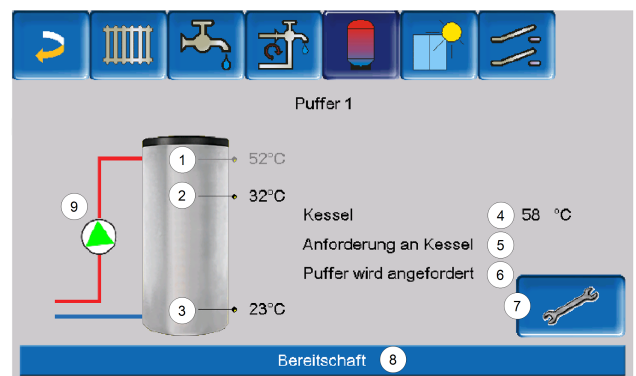 Puffer 1
1 52°C
2 32°C
9
Kessel 4 58 °C
Anforderung an Kessel 5
Puffer wird angefordert 6
7
3 23°C
Bereitschaft 8